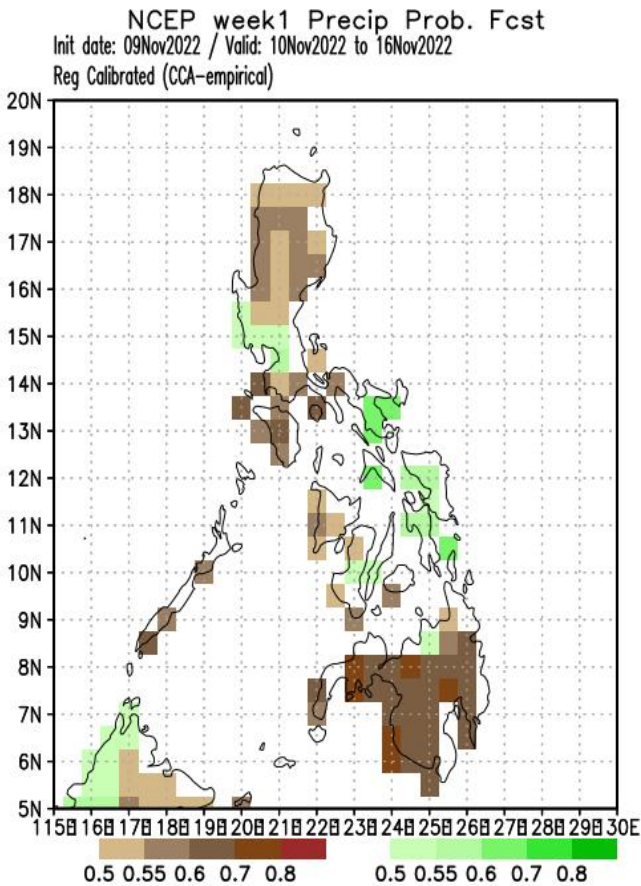 NCEP week1 Precip Prob. Fcst
Init date: 09Nov2022 / Valid: 10Nov2022 to 16Nov2022
Reg Calibrated (CCA-empirical)
20N
19N
18N
17N
16N
15N
14N
13N
12N
11N
10N
9N
8N
7N
6N
5N
115E 116E 117E 118E 119E 120E 121E 122E 123E 124E 125E 126E 127E 128E 129E 130E
0.5 0.55 0.6 0.7 0.8 0.5 0.55 0.6 0.7 0.8